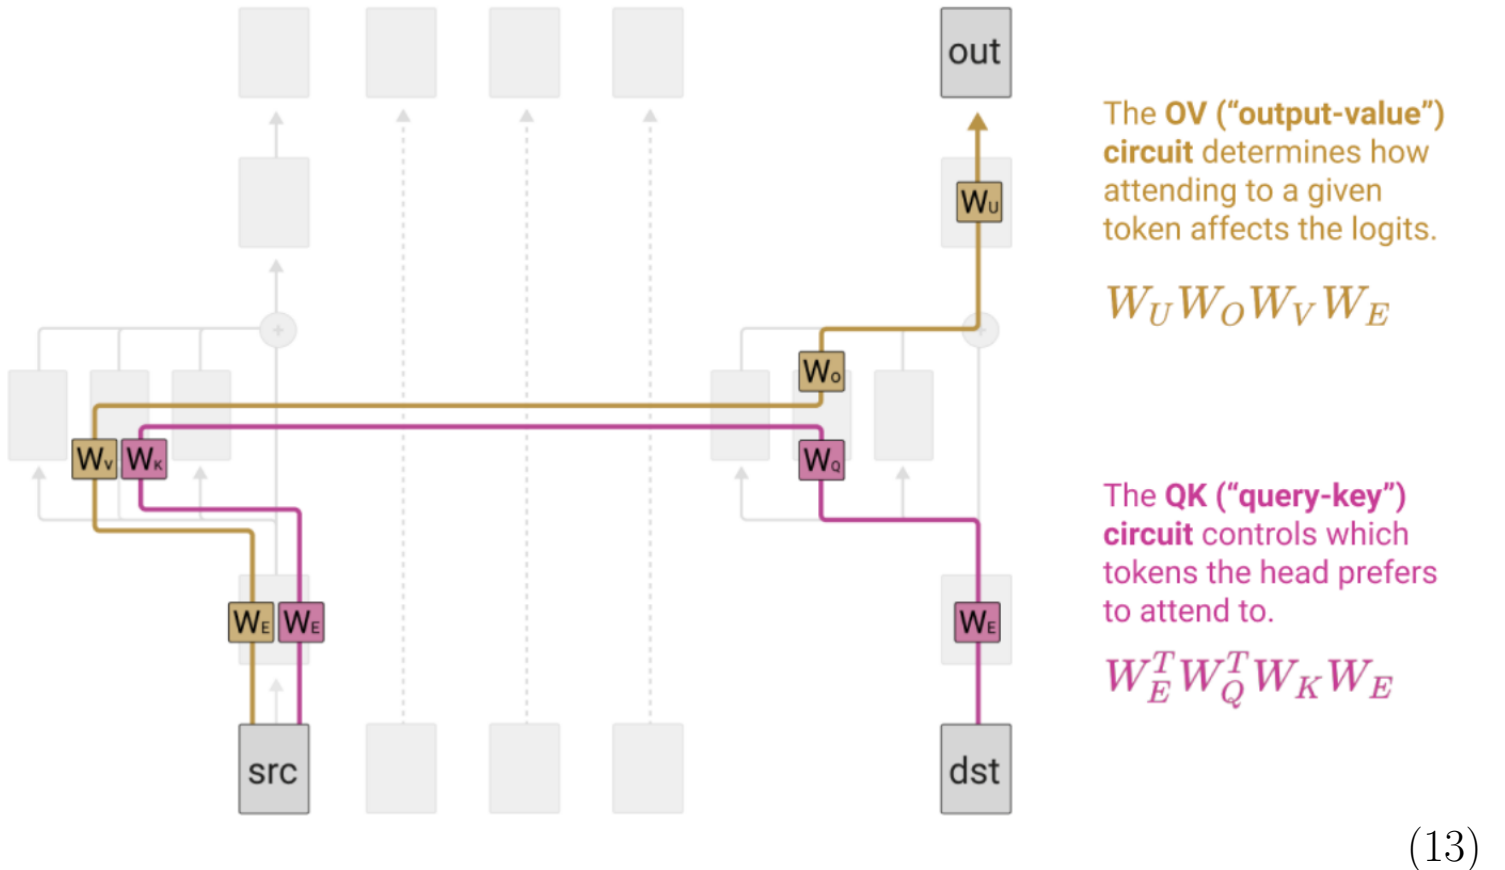 out
The OV (“output-value”)
circuit determines how
attending to a given
token affects the logits.
W_U
W_U W_O W_V W_E
+
+
W_O
W_V W_K
W_Q
The QK (“query-key”)
circuit controls which
tokens the head prefers
to attend to.
W_E W_E
W_E
W_E^T W_Q^T W_K W_E
src
dst
(13)